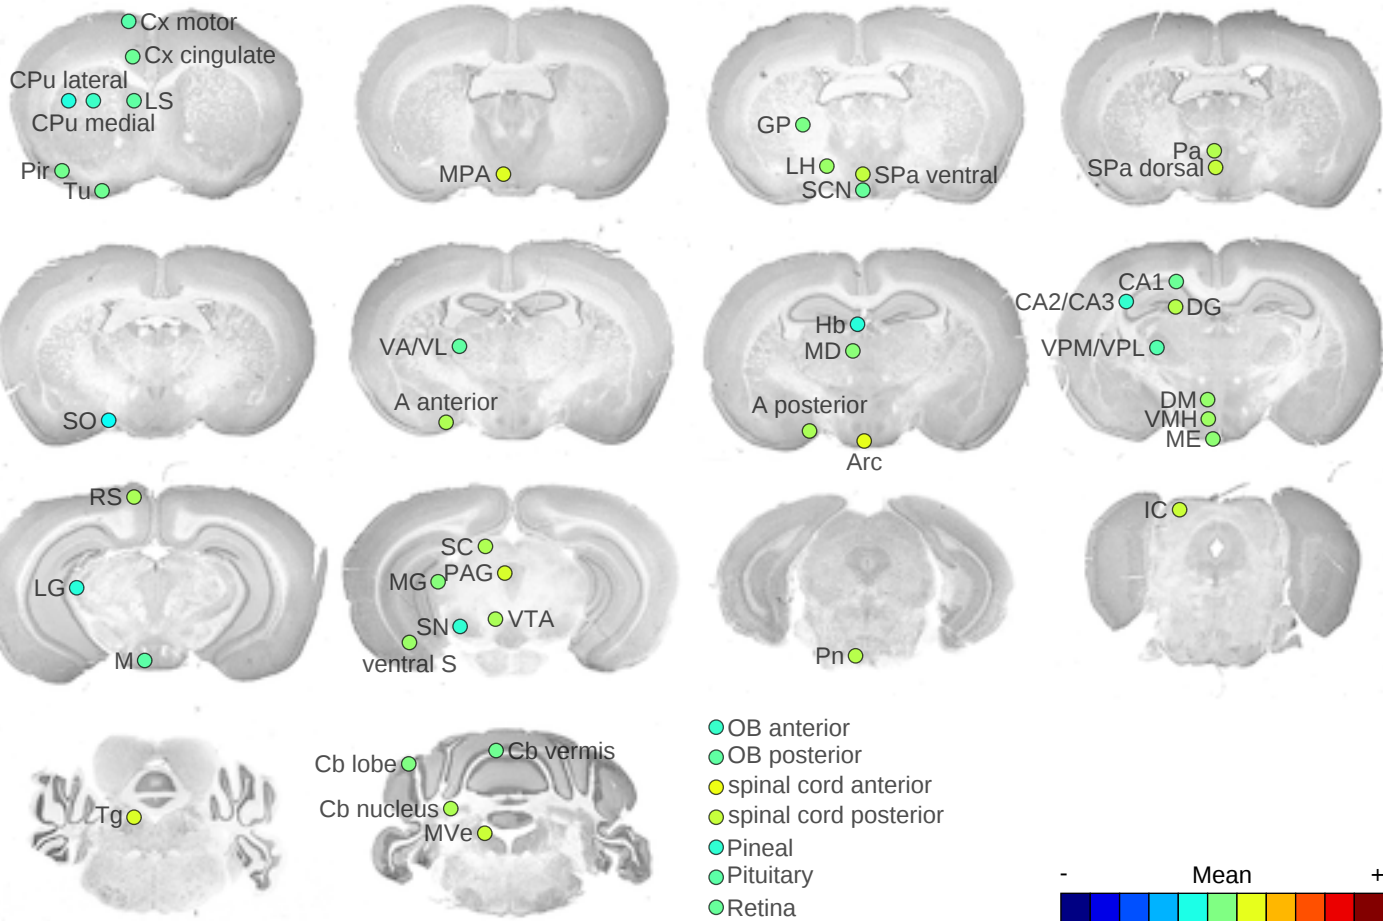 Cx motor
Cx cingulate
CPu lateral
LS
CPu medial
Pir
Tu
MPA
GP
LH
SPa ventral
SCN
Pa
SPa dorsal
SO
VA/VL
A anterior
Hb
MD
A posterior
Arc
CA1
CA2/CA3
DG
VPM/VPL
DM
VMH
ME
RS
LG
M
SC
MG
PAG
SN
VTA
ventral S
Pn
IC
Tg
Cb lobe
Cb vermis
Cb nucleus
MVe
OB anterior
OB posterior
spinal cord anterior
spinal cord posterior
Pineal
Pituitary
Retina
- Mean +